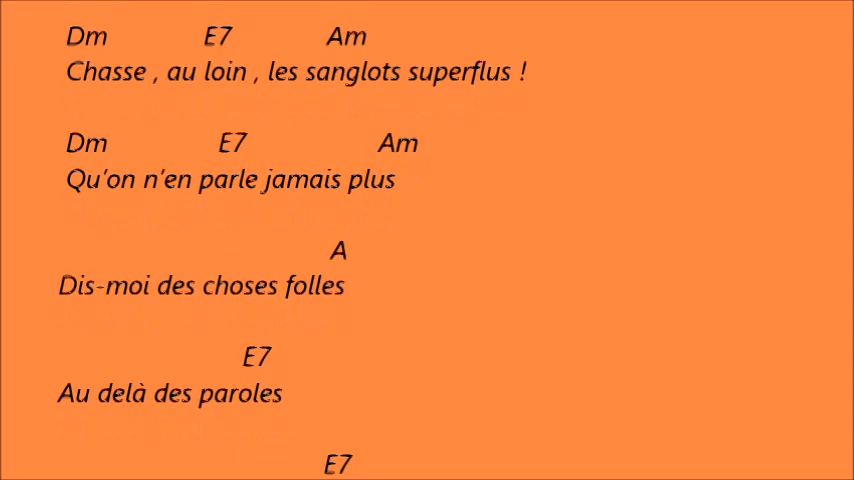 Dm E7 Am
Chasse , au loin , les sanglots superflus !
Dm E7 Am
Qu'on n'en parle jamais plus
A
Dis-moi des choses folles
E7
Au delà des paroles
E7